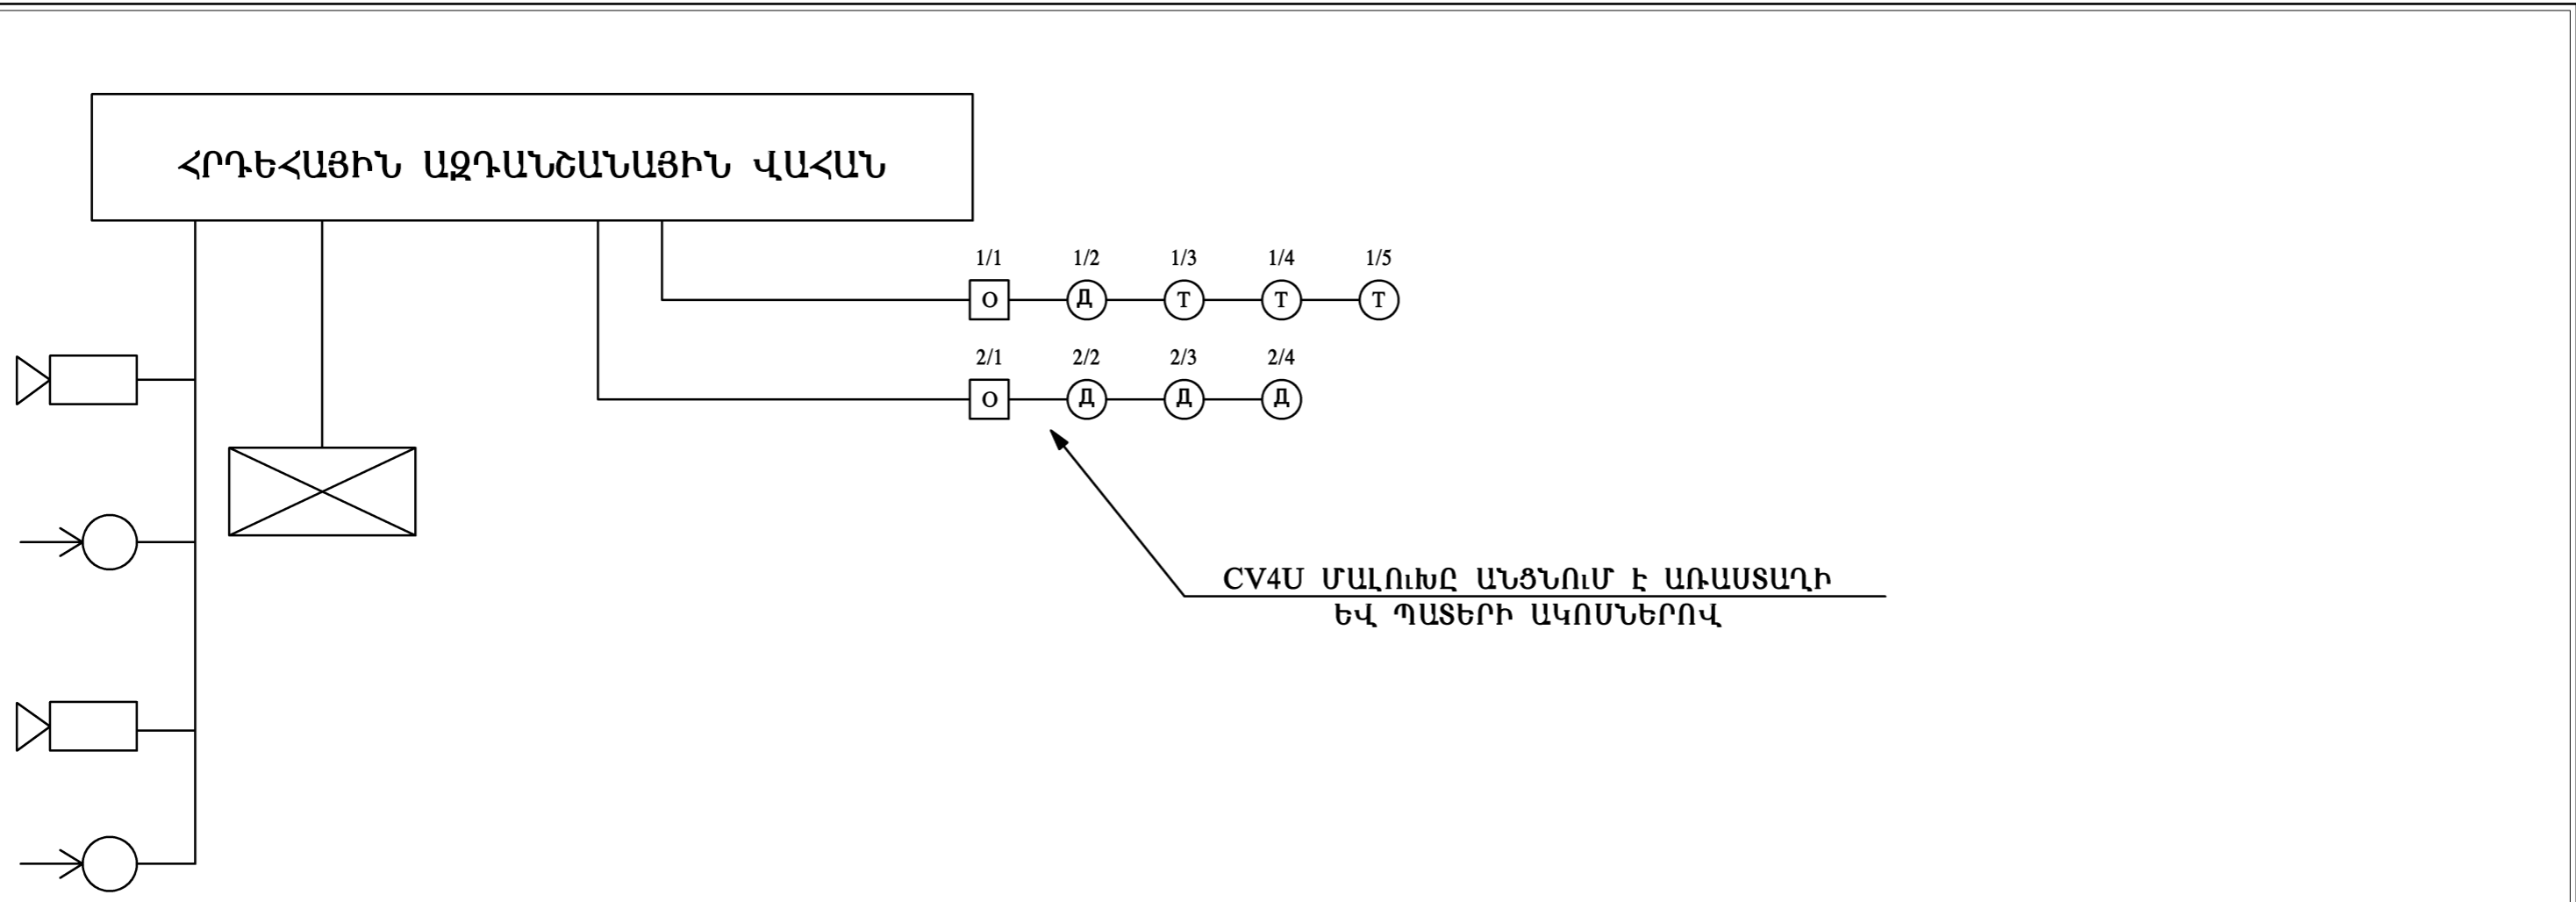 ՀՐԴԵՀԱՅԻՆ ԱԶԴԱՆՇԱՆԱՅԻՆ ՎԱՀԱՆ
1/1 1/2 1/3 1/4 1/5
О Д Т Т Т
2/1 2/2 2/3 2/4
О Д Д Д
CV4U ՄԱԼՈւԽԸ ԱՆՑՆՈւՄ Է ԱՌԱՍՏԱՂԻ
ԵՎ ՊԱՏԵՐԻ ԱԿՈՍՆԵՐՈՎ